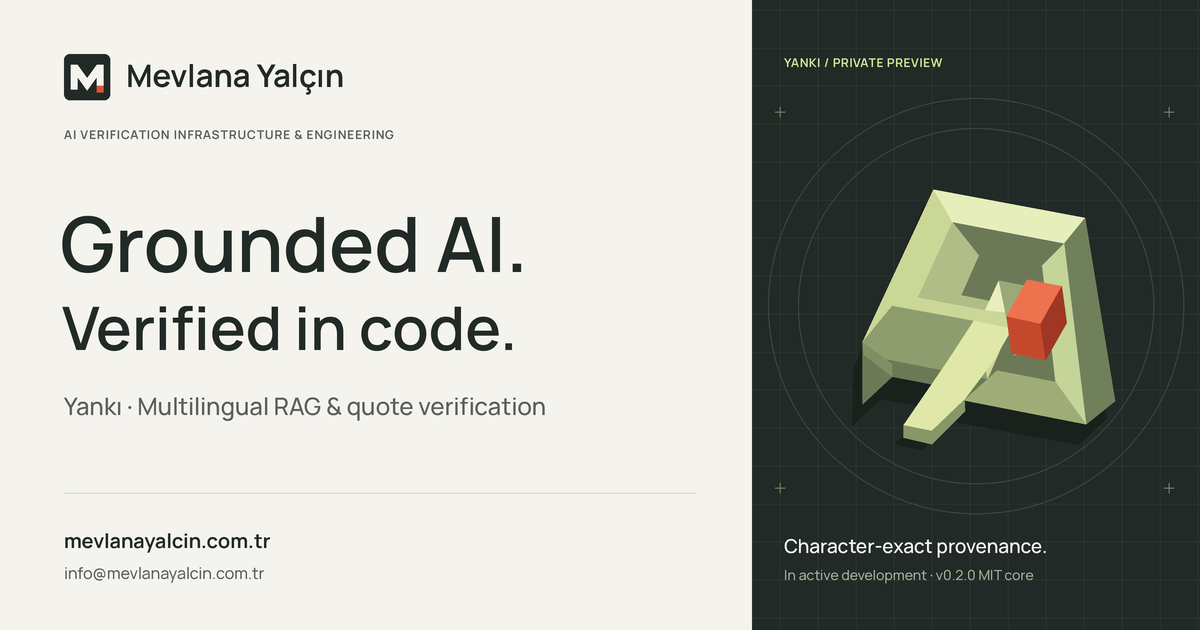 M
Mevlana Yalçın
AI VERIFICATION INFRASTRUCTURE & ENGINEERING
Grounded AI.
Verified in code.
Yankı · Multilingual RAG & quote verification
mevlanayalcin.com.tr
info@mevlanayalcin.com.tr
YANKI / PRIVATE PREVIEW
Character-exact provenance.
In active development · v0.2.0 MIT core